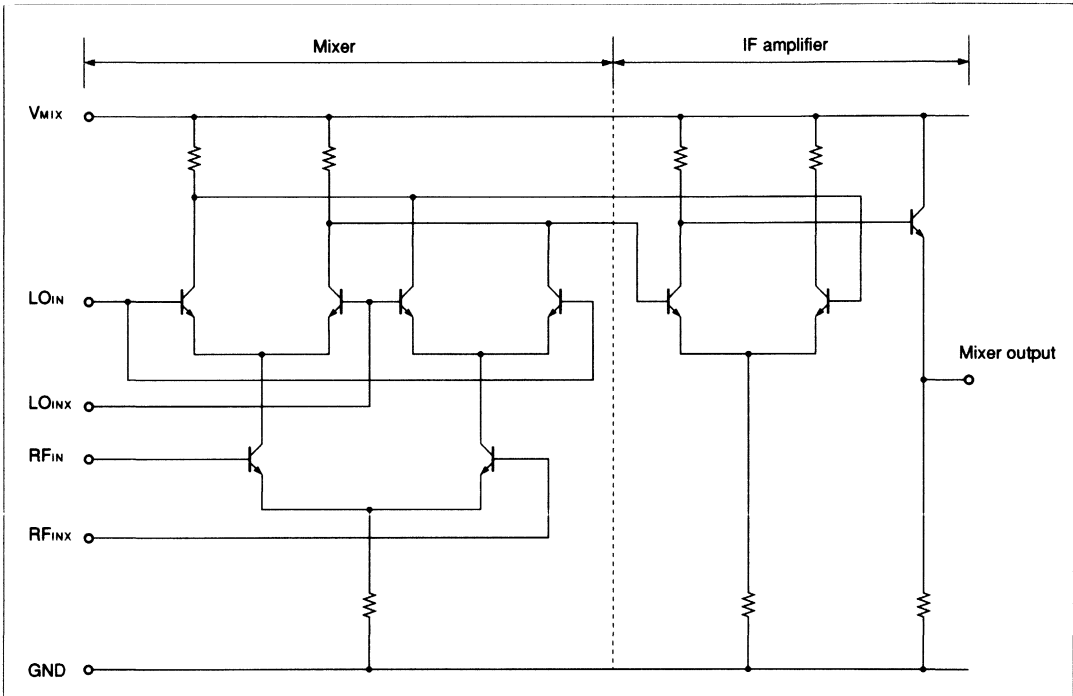 Mixer
IF amplifier
VMIX
LOIN
Mixer output
LOINX
RFIN
RFINX
GND